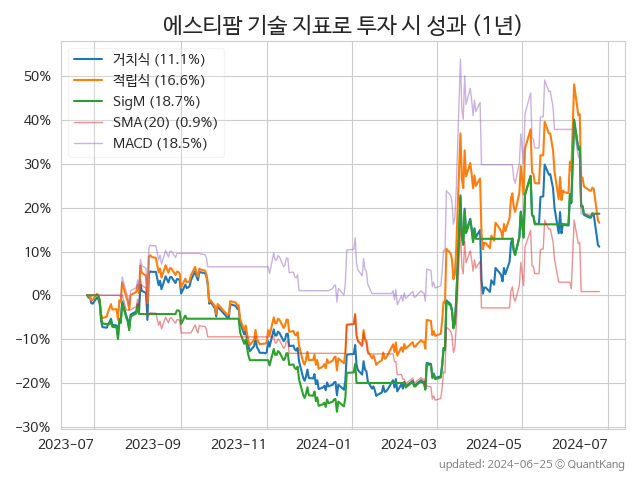 에스티팜 기술 지표로 투자 시 성과 (1년)
거치식 (11.1%)
적립식 (16.6%)
SigM (18.7%)
SMA(20) (0.9%)
MACD (18.5%)
50%
40%
30%
20%
10%
0%
−10%
−20%
−30%
2023-07 2023-09 2023-11 2024-01 2024-03 2024-05 2024-07
updated: 2024-06-25 ⓒ QuantKang